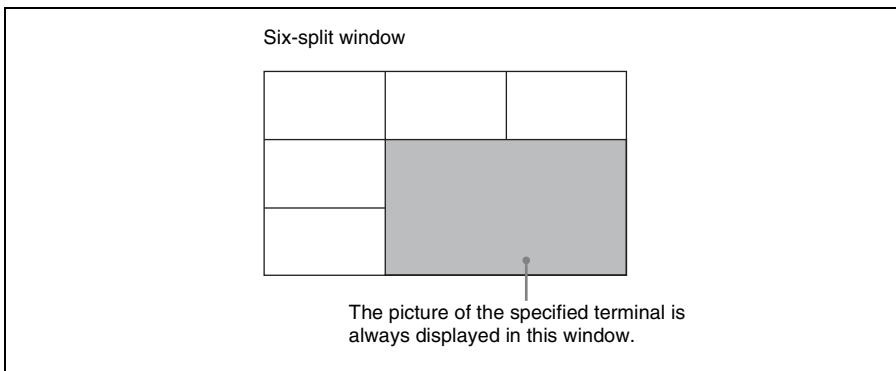 Six-split window
The picture of the specified terminal is
always displayed in this window.